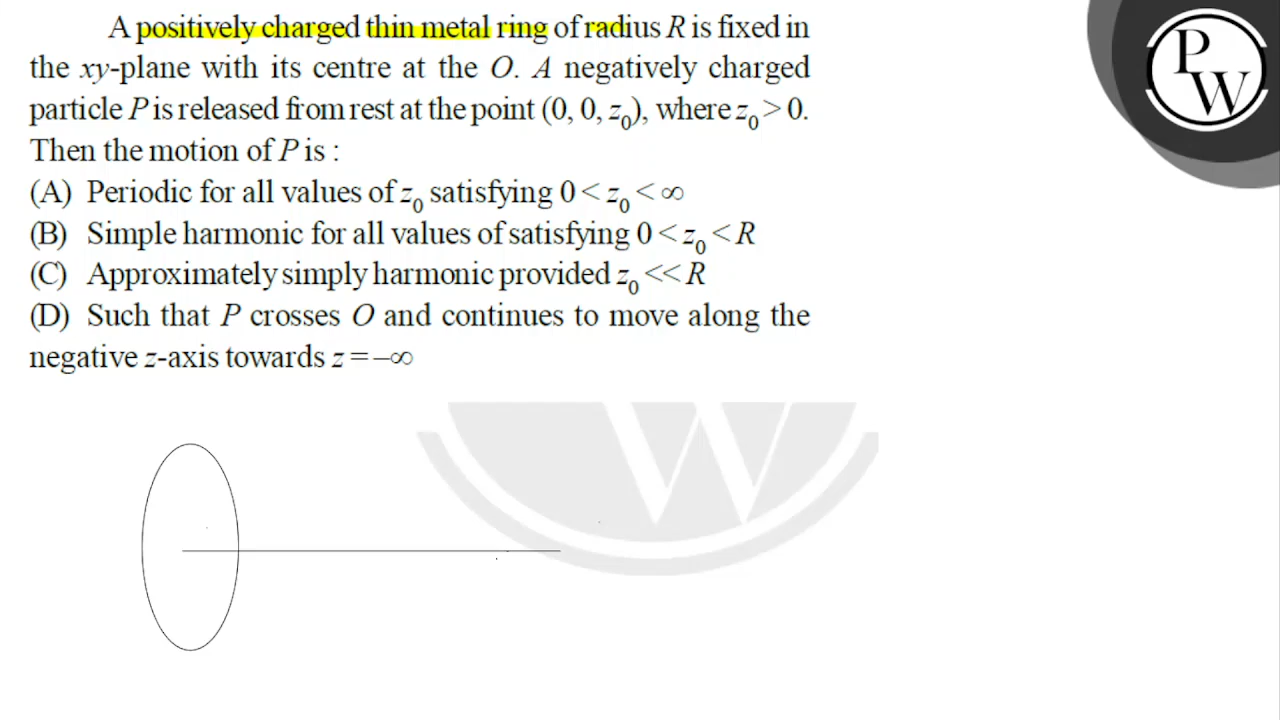 A positively charged thin metal ring of radius R is fixed in
the xy-plane with its centre at the O. A negatively charged
particle P is released from rest at the point (0, 0, z₀), where z₀ > 0.
Then the motion of P is :
(A) Periodic for all values of z₀ satisfying 0 < z₀ < ∞
(B) Simple harmonic for all values of satisfying 0 < z₀ < R
(C) Approximately simply harmonic provided z₀ << R
(D) Such that P crosses O and continues to move along the
negative z-axis towards z = –∞
P
W